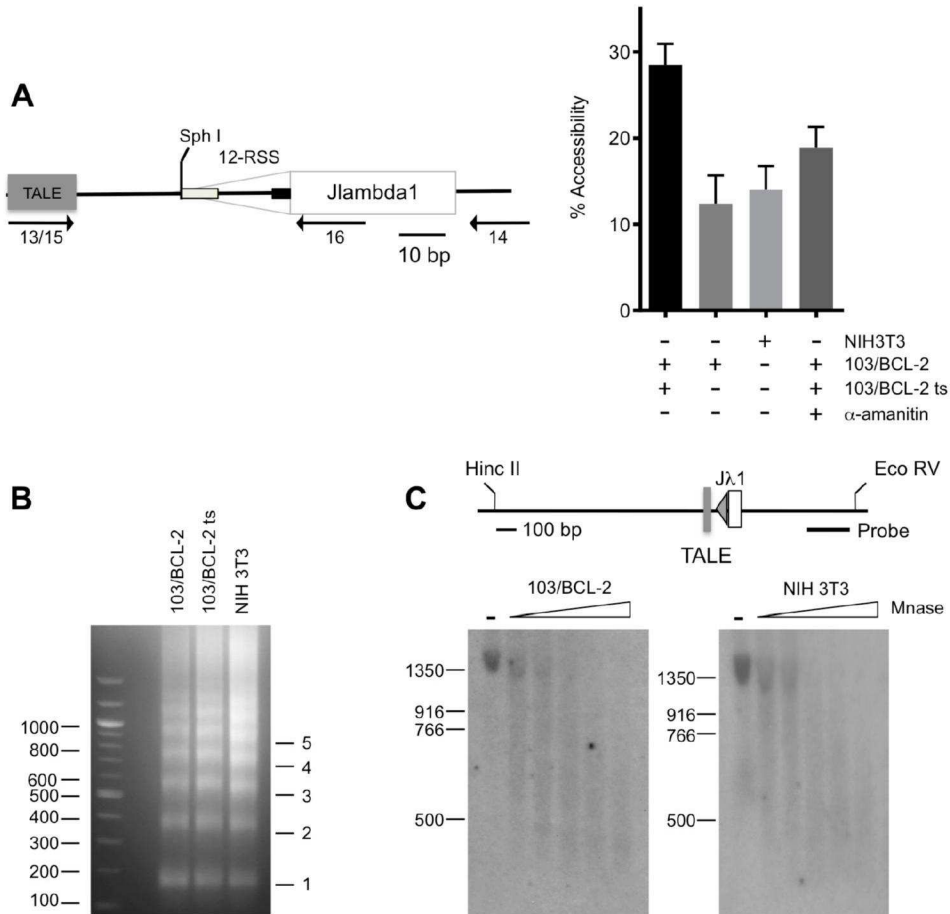 A
Sph I
12-RSS
TALE
Jlambda1
13/15
16
14
10 bp
% Accessibility
30
20
10
0
- - + - NIH3T3
+ + - + 103/BCL-2
+ - - + 103/BCL-2 ts
- - - + α-amanitin
B
103/BCL-2
103/BCL-2 ts
NIH 3T3
1000
800
600
500
400
300
200
100
5
4
3
2
1
C
Hinc II
Jλ1
Eco RV
100 bp
Probe
TALE
103/BCL-2
NIH 3T3
- - Mnase
1350
916
766
500
1350
916
766
500